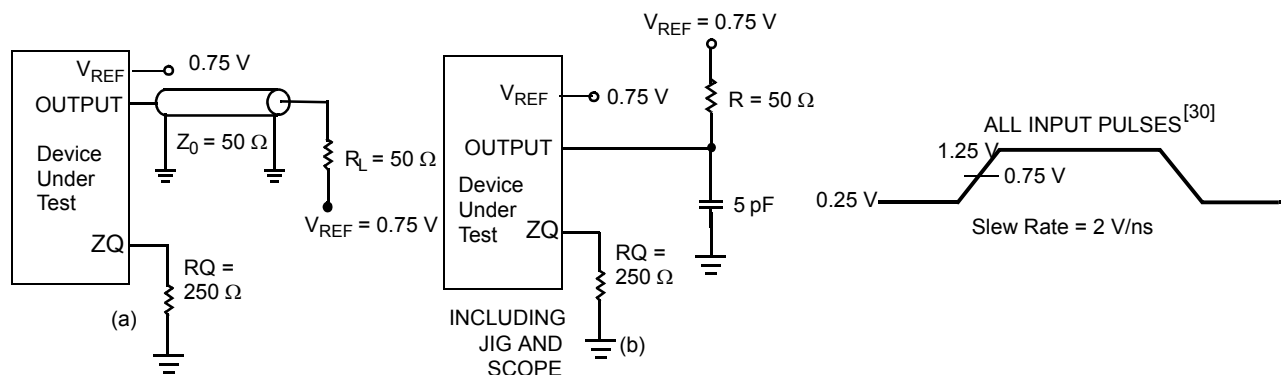 V_REF 0.75 V
OUTPUT
Z_0 = 50 Ω
Device
Under
Test
R_L = 50 Ω
V_REF = 0.75 V
ZQ
RQ =
250 Ω
(a)
V_REF = 0.75 V
V_REF 0.75 V
R = 50 Ω
OUTPUT
Device
Under
Test
5 pF
ZQ
RQ =
250 Ω
INCLUDING
JIG AND
SCOPE
(b)
ALL INPUT PULSES[30]
1.25 V
0.75 V
0.25 V
Slew Rate = 2 V/ns